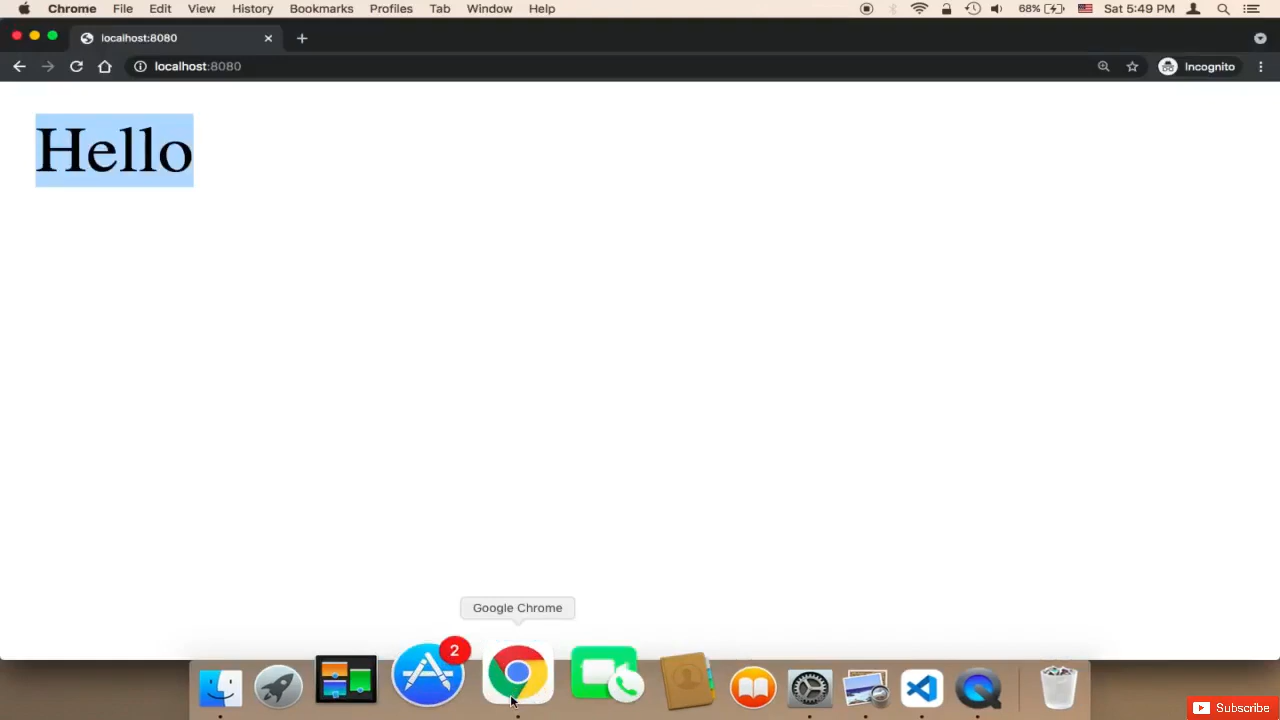 Chrome File Edit View History Bookmarks Profiles Tab Window Help 68% Sat 5:49 PM
localhost:8080
localhost:8080 Incognito
Hello
Google Chrome
2
Subscribe